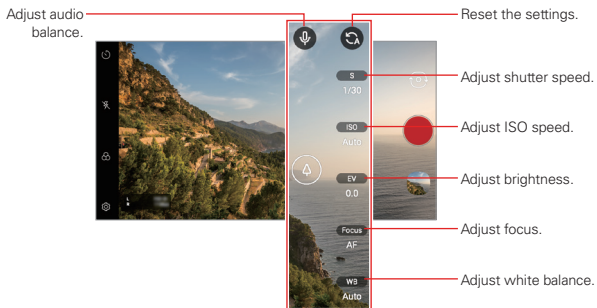 Adjust audio
balance.
Reset the settings.
A
S
1/30
Adjust shutter speed.
ISO
Auto
Adjust ISO speed.
EV
0.0
Adjust brightness.
Focus
AF
Adjust focus.
WB
Auto
Adjust white balance.
L
R